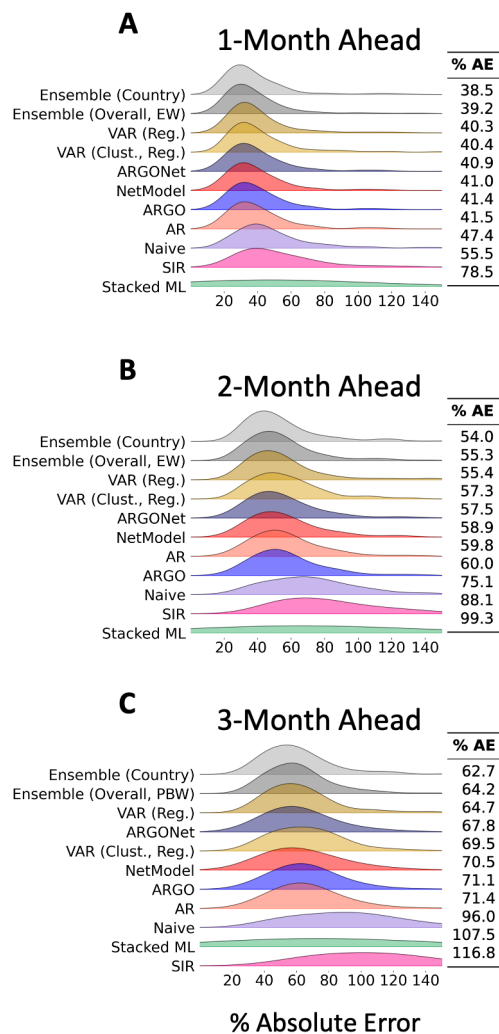 A
1-Month Ahead
% AE
Ensemble (Country) 38.5
Ensemble (Overall, EW) 39.2
VAR (Reg.) 40.3
VAR (Clust., Reg.) 40.4
ARGONet 40.9
NetModel 41.0
ARGO 41.4
AR 41.5
Naive 47.4
SIR 55.5
Stacked ML 78.5
20 40 60 80 100 120 140
B
2-Month Ahead
% AE
Ensemble (Country) 54.0
Ensemble (Overall, EW) 55.3
VAR (Reg.) 55.4
VAR (Clust., Reg.) 57.3
ARGONet 57.5
NetModel 58.9
AR 59.8
ARGO 60.0
Naive 75.1
SIR 88.1
Stacked ML 99.3
20 40 60 80 100 120 140
C
3-Month Ahead
% AE
Ensemble (Country) 62.7
Ensemble (Overall, PBW) 64.2
VAR (Reg.) 64.7
ARGONet 67.8
VAR (Clust., Reg.) 69.5
NetModel 70.5
ARGO 71.1
AR 71.4
Naive 96.0
Stacked ML 107.5
SIR 116.8
20 40 60 80 100 120 140
% Absolute Error